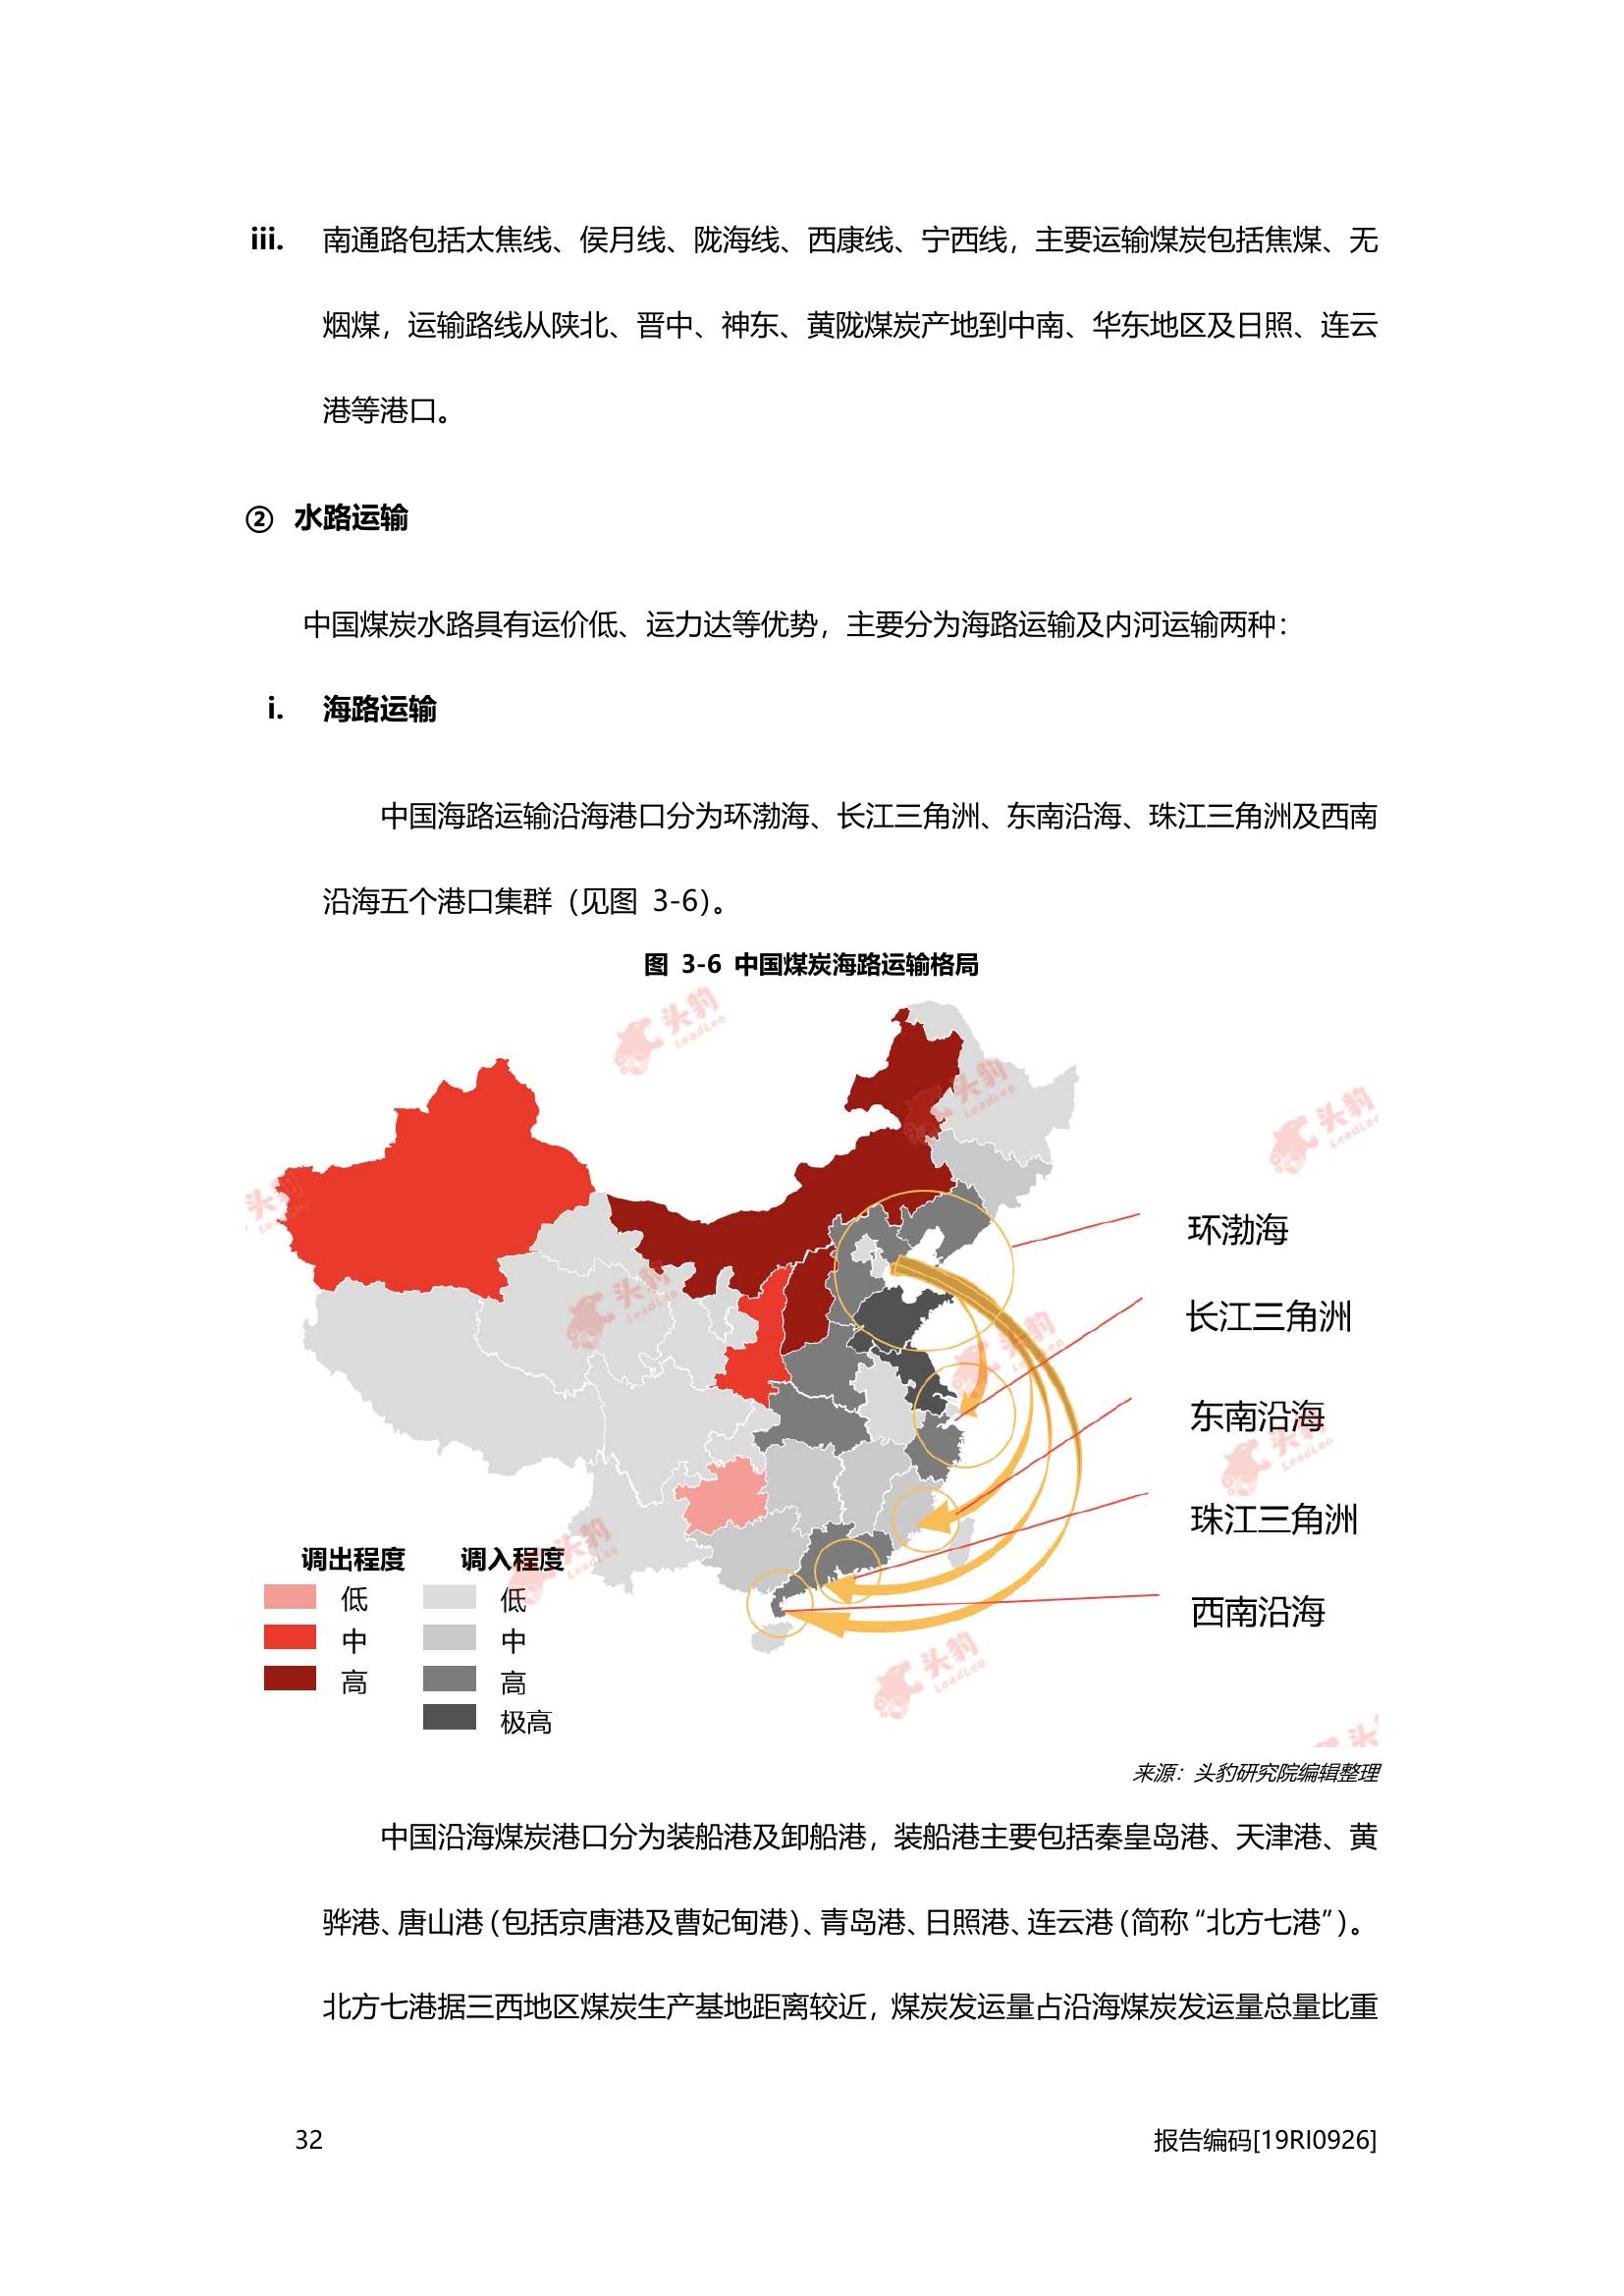 iii. 南通路包括太焦线、侯月线、陇海线、西康线、宁西线，主要运输煤炭包括焦煤、无
烟煤，运输路线从陕北、晋中、神东、黄陇煤炭产地到中南、华东地区及日照、连云
港等港口。
② 水路运输
中国煤炭水路具有运价低、运力达等优势，主要分为海路运输及内河运输两种：
i. 海路运输
中国海路运输沿海港口分为环渤海、长江三角洲、东南沿海、珠江三角洲及西南
沿海五个港口集群（见图 3-6）。
图 3-6 中国煤炭海路运输格局
头豹
LeadLeo
环渤海
长江三角洲
东南沿海
珠江三角洲
西南沿海
调出程度 调入程度
低 低
中 中
高 高
极高
来源：头豹研究院编辑整理
中国沿海煤炭港口分为装船港及卸船港，装船港主要包括秦皇岛港、天津港、黄
骅港、唐山港（包括京唐港及曹妃甸港）、青岛港、日照港、连云港（简称“北方七港”）。
北方七港据三西地区煤炭生产基地距离较近，煤炭发运量占沿海煤炭发运量总量比重
32 报告编码[19RI0926]